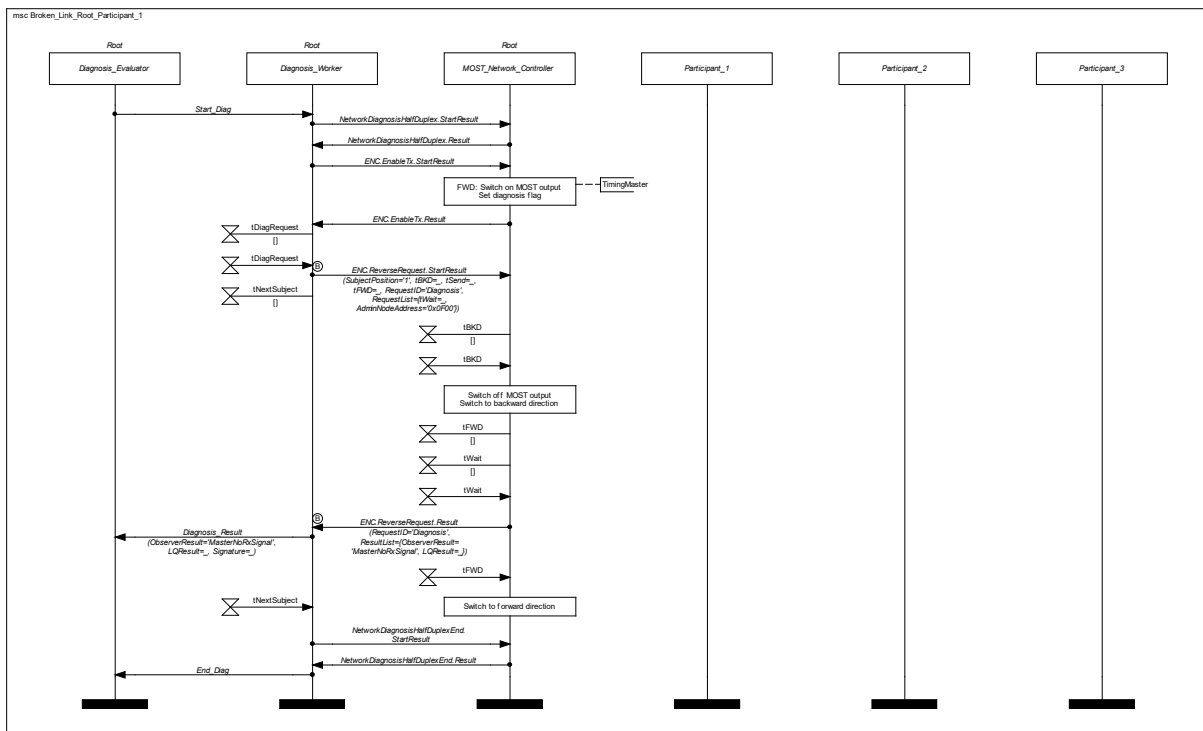 msc Broken_Link_Root_Participant_1
Root
Root
Root
Diagnosis_Evaluator
Diagnosis_Worker
MOST_Network_Controller
Participant_1
Participant_2
Participant_3
Start_Diag
NetworkDiagnosisHalfDuplex.StartResult
NetworkDiagnosisHalfDuplex.Result
ENC.EnableTx.StartResult
FWD: Switch on MOST output
Set diagnosis flag
TimingMaster
ENC.EnableTx.Result
tDiagRequest
[]
tDiagRequest
B
ENC.ReverseRequest.StartResult
(SubjectPosition='1', tBKD=_, tSend=_,
tFWD=_, RequestID='Diagnosis',
RequestList={tWait=_,
AdminNodeAddress='0x0F00'})
tNextSubject
[]
tBKD
[]
tBKD
Switch off MOST output
Switch to backward direction
tFWD
[]
tWait
[]
tWait
B
ENC.ReverseRequest.Result
(RequestID='Diagnosis',
ResultList={ObserverResult=
'MasterNoRxSignal', LQResult=_})
Diagnosis_Result
(ObserverResult='MasterNoRxSignal',
LQResult=_, Signature=_)
tFWD
tNextSubject
Switch to forward direction
NetworkDiagnosisHalfDuplexEnd.
StartResult
NetworkDiagnosisHalfDuplexEnd.Result
End_Diag